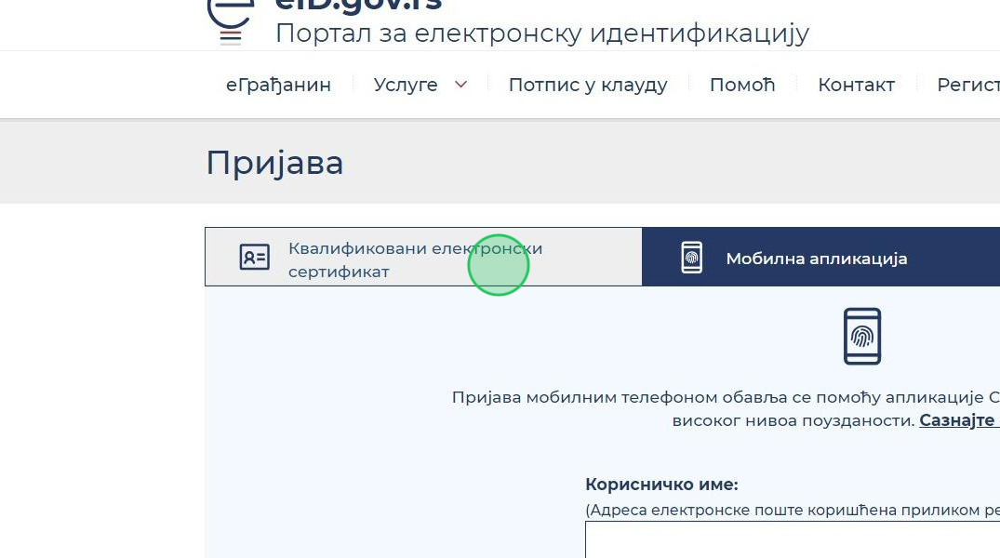 eID.gov.rs
Портал за електронску идентификацију
еГрађанин Услуге Потпис у клауду Помоћ Контакт Регист
Пријава
Квалификовани електронски
сертификат
Мобилна апликација
Пријава мобилним телефоном обавља се помоћу апликације C
високог нивоа поузданости. Сазнајте
Корисничко име:
(Адреса електронске поште коришћена приликом ре